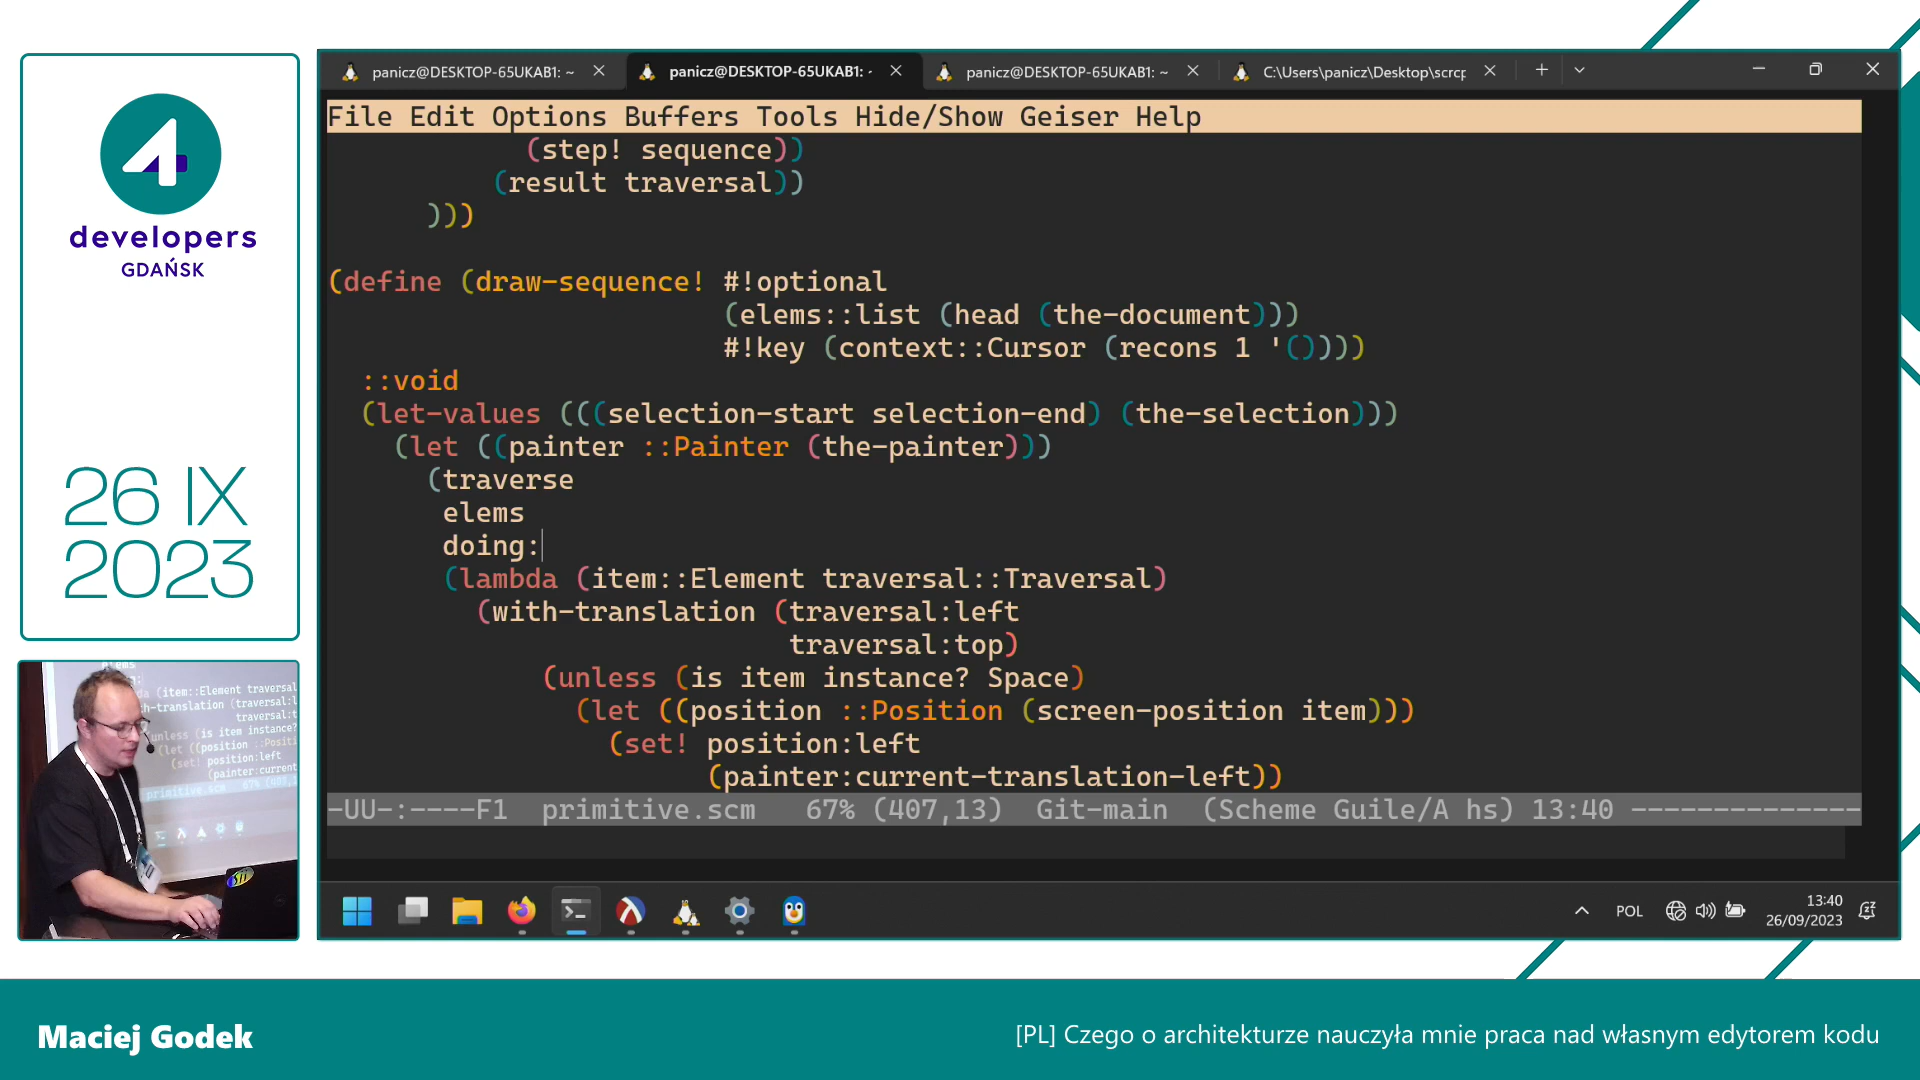 4
developers
GDAŃSK
26 IX
2023
panicz@DESKTOP-65UKAB1: ~
panicz@DESKTOP-65UKAB1: -
panicz@DESKTOP-65UKAB1: ~
C:\Users\panicz\Desktop\scrcp
File Edit Options Buffers Tools Hide/Show Geiser Help
(step! sequence))
(result traversal))
)))
(define (draw-sequence! #!optional
(elems::list (head (the-document)))
#!key (context::Cursor (recons 1 '())))
::void
(let-values (((selection-start selection-end) (the-selection)))
(let ((painter ::Painter (the-painter)))
(traverse
elems
doing:
(lambda (item::Element traversal::Traversal)
(with-translation (traversal:left
traversal:top)
(unless (is item instance? Space)
(let ((position ::Position (screen-position item)))
(set! position:left
(painter:current-translation-left))
-UU-:----F1 primitive.scm 67% (407,13) Git-main (Scheme Guile/A hs) 13:40 --------------
POL
13:40
26/09/2023
Maciej Godek
[PL] Czego o architekturze nauczyła mnie praca nad własnym edytorem kodu